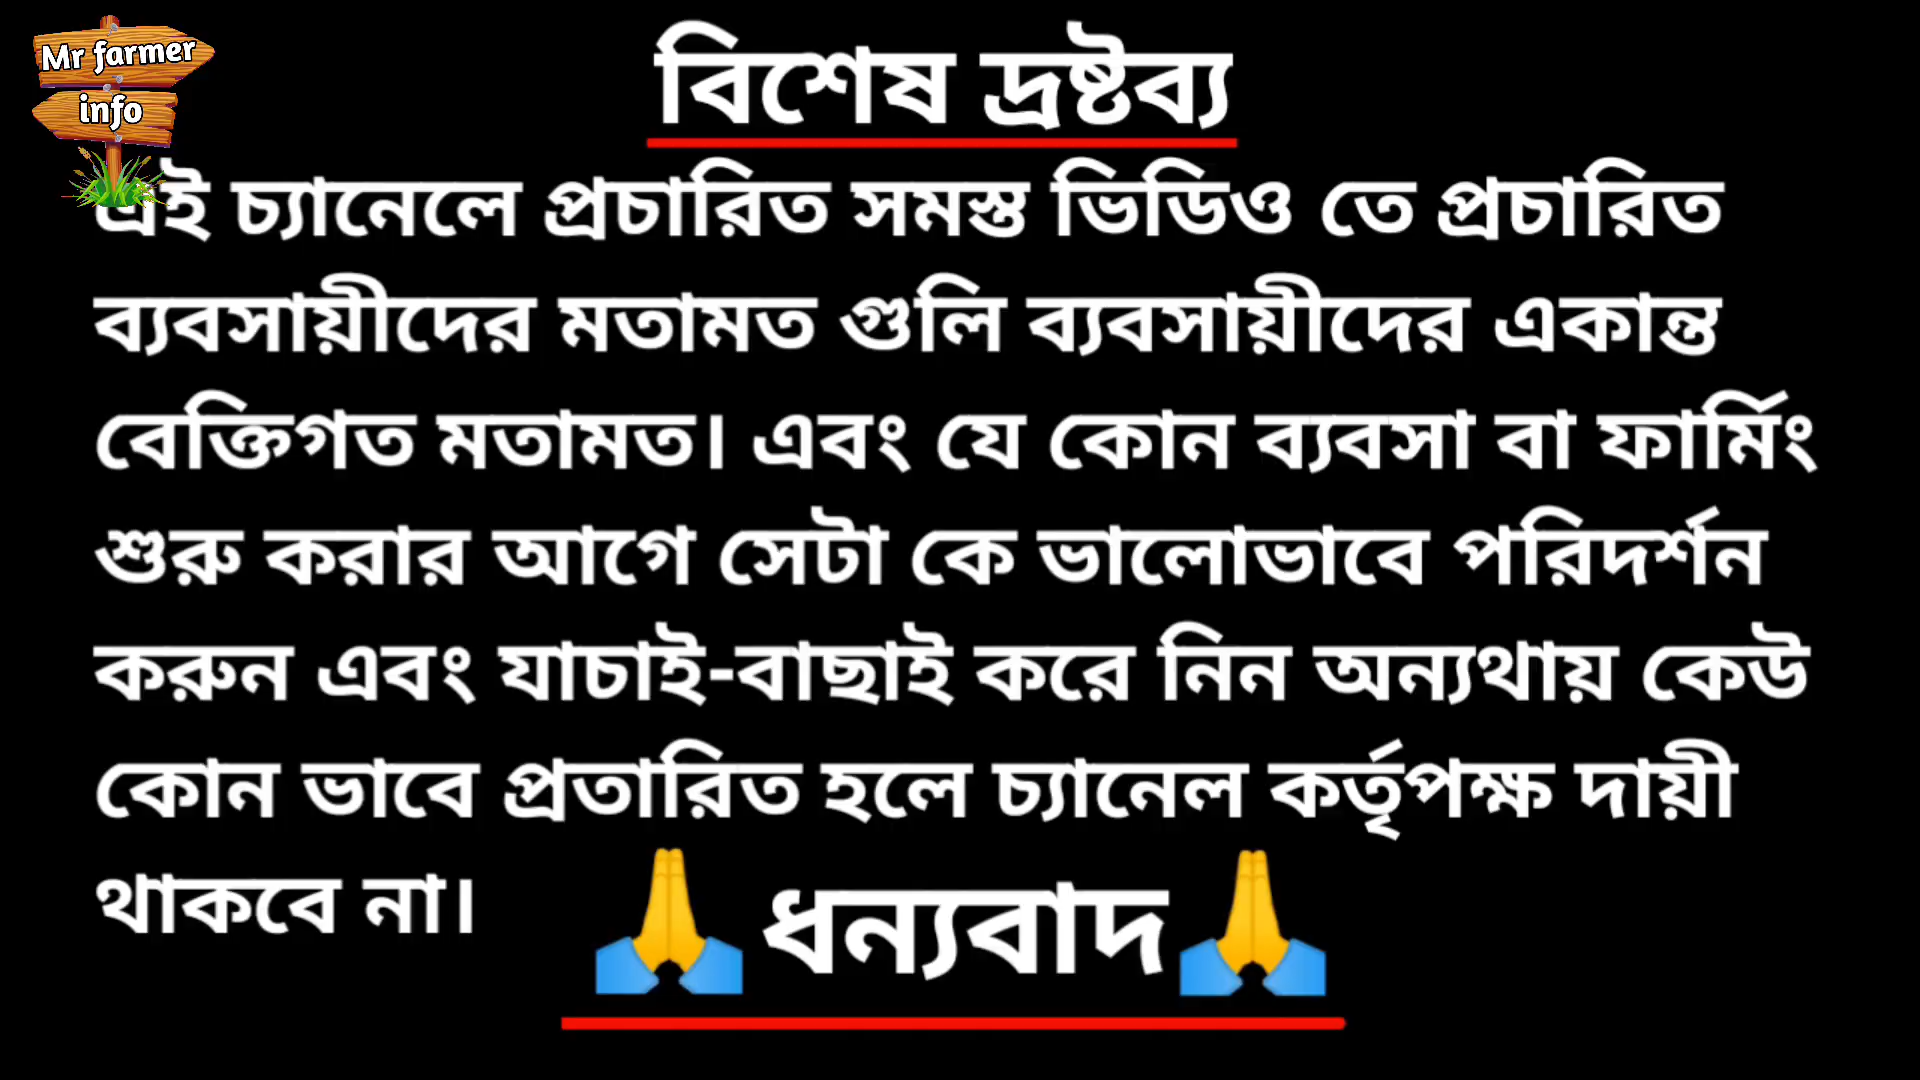 Mr farmer
info
বিশেষ দ্রষ্টব্য
এই চ্যানেলে প্রচারিত সমস্ত ভিডিও তে প্রচারিত
ব্যবসায়ীদের মতামত গুলি ব্যবসায়ীদের একান্ত
বেক্তিগত মতামত। এবং যে কোন ব্যবসা বা ফার্মিং
শুরু করার আগে সেটা কে ভালোভাবে পরিদর্শন
করুন এবং যাচাই-বাছাই করে নিন অন্যথায় কেউ
কোন ভাবে প্রতারিত হলে চ্যানেল কর্তৃপক্ষ দায়ী
থাকবে না।
🙏ধন্যবাদ🙏